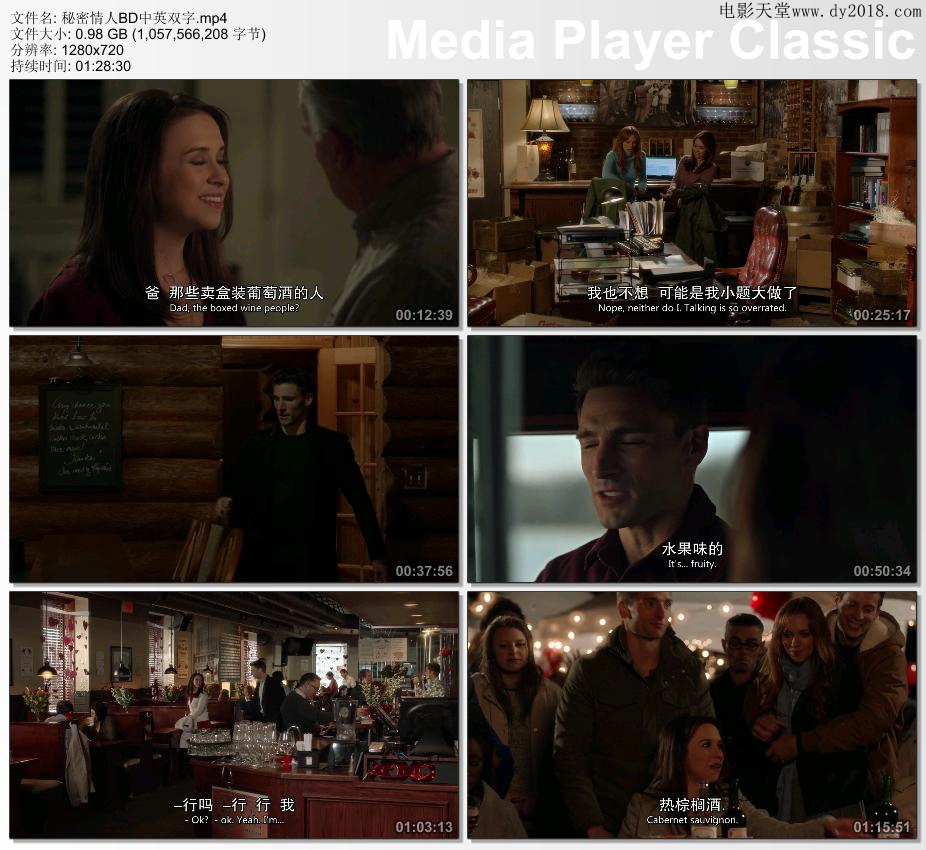 文件名: 秘密情人BD中英双字.mp4
电影天堂www.dy2018.com
文件大小: 0.98 GB (1,057,566,208 字节)
分辨率: 1280x720
持续时间: 01:28:30
Media Player Classic
爸 那些卖盒装葡萄酒的人
Dad, the boxed wine people?
00:12:39
我也不想 可能是我小题大做了
Nope, neither do I. Talking is so overrated.
00:25:17
00:37:56
水果味的
It's... fruity.
00:50:34
–行吗 –行 行 我
- Ok? - ok. Yeah. I'm...
01:03:13
热棕榈酒
Cabernet sauvignon.
01:15:51